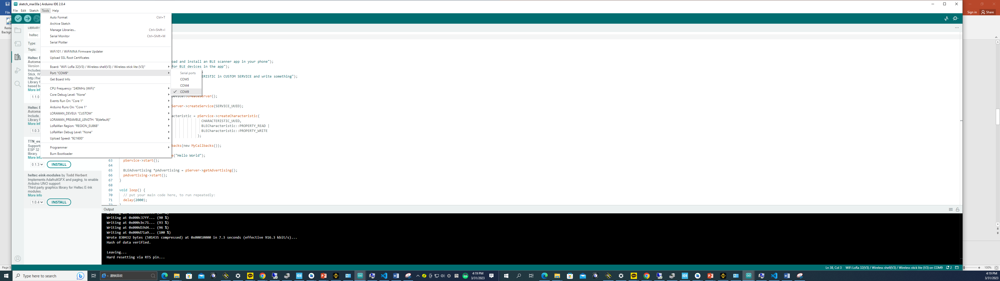 sketch_mar30a | Arduino IDE 2.0.4
File Edit Sketch Tools Help
File
Sign in Share
Auto Format Ctrl+T
Archive Sketch
Manage Libraries... Ctrl+Shift+I
Serial Monitor Ctrl+Shift+M
Serial Plotter
WiFi101 / WiFiNINA Firmware Updater
Upload SSL Root Certificates
Board: "WiFi LoRa 32(V3) / Wireless shell(V3) / Wireless stick lite (V3)"
Port: "COM9"
Get Board Info
CPU Frequency: "240MHz (WiFi)"
Core Debug Level: "None"
Events Run On: "Core 1"
Arduino Runs On: "Core 1"
LORAWAN_DEVEUI: "CUSTOM"
LORAWAN_PREAMBLE_LENGTH: "8(default)"
LoRaWan Region: "REGION_EU868"
LoRaWan Debug Level: "None"
Upload Speed: "921600"
Programmer
Burn Bootloader
Serial ports
COM5
COM4
COM9
Remo
Backgr
LIBRARY
heltec
Type:
Topic:
Heltec E
Automa
Version
Includes
Stick, W
http://hel
Library f
based bo
More inf
1.1.0
Heltec E
Automa
Include,
Library f
More inf
1.0.3
TTN_es
Supports
ESP 32
library.
More info
0.1.3 INSTALL
heltec-eink-modules by Todd Herbert
Implements AdafruitGFX and paging, to enable
Arduino UNO support
Third party graphics library for Heltec E-Ink
modules.
More info
1.0.4 INSTALL
oad and install an BLE scanner app in your phone");
for BLE devices in the app");
;
ERISTIC in CUSTOM SERVICE and write something");
evice::createServer();
Server->createService(SERVICE_UUID);
acteristic = pService->createCharacteristic(
CHARACTERISTIC_UUID,
BLECharacteristic::PROPERTY_READ |
BLECharacteristic::PROPERTY_WRITE
);
backs(new MyCallbacks());
e("Hello World");
63 pService->start();
64
65 BLEAdvertising *pAdvertising = pServer->getAdvertising();
66 pAdvertising->start();
67 }
68
69 void loop() {
70 // put your main code here, to run repeatedly:
71 delay(2000);
72 }
Output
Writing at 0x000c37ff... (90 %)
Writing at 0x000cbc71... (93 %)
Writing at 0x000d19d4... (96 %)
Writing at 0x000d71a9... (100 %)
Wrote 830432 bytes (501435 compressed) at 0x00010000 in 7.3 seconds (effective 916.3 kbit/s)...
Hash of data verified.
Leaving...
Hard resetting via RTS pin...
Page 5
Ln 38, Col 3 WiFi LoRa 32(V3) / Wireless shell(V3) / Wireless stick lite (V3) on COM9 2
100%
Type here to search
废铁回收
4:19 PM
3/31/2023
4:19 PM
3/31/2023